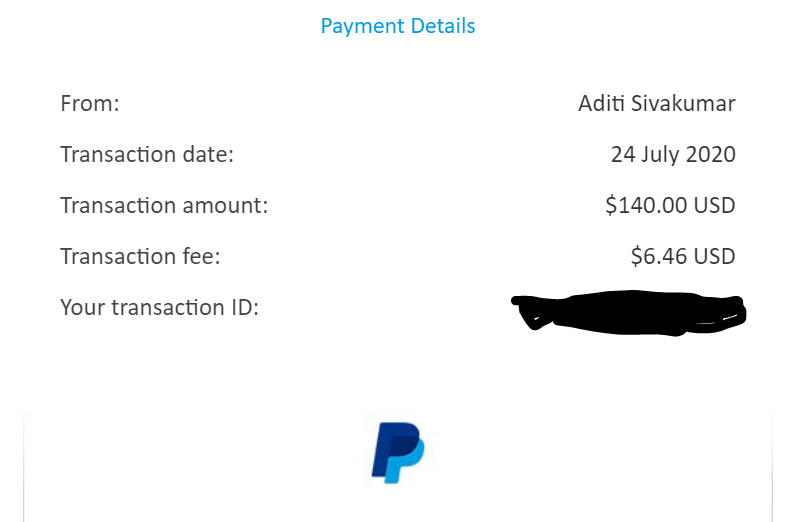 Payment Details
From: Aditi Sivakumar
Transaction date: 24 July 2020
Transaction amount: $140.00 USD
Transaction fee: $6.46 USD
Your transaction ID: